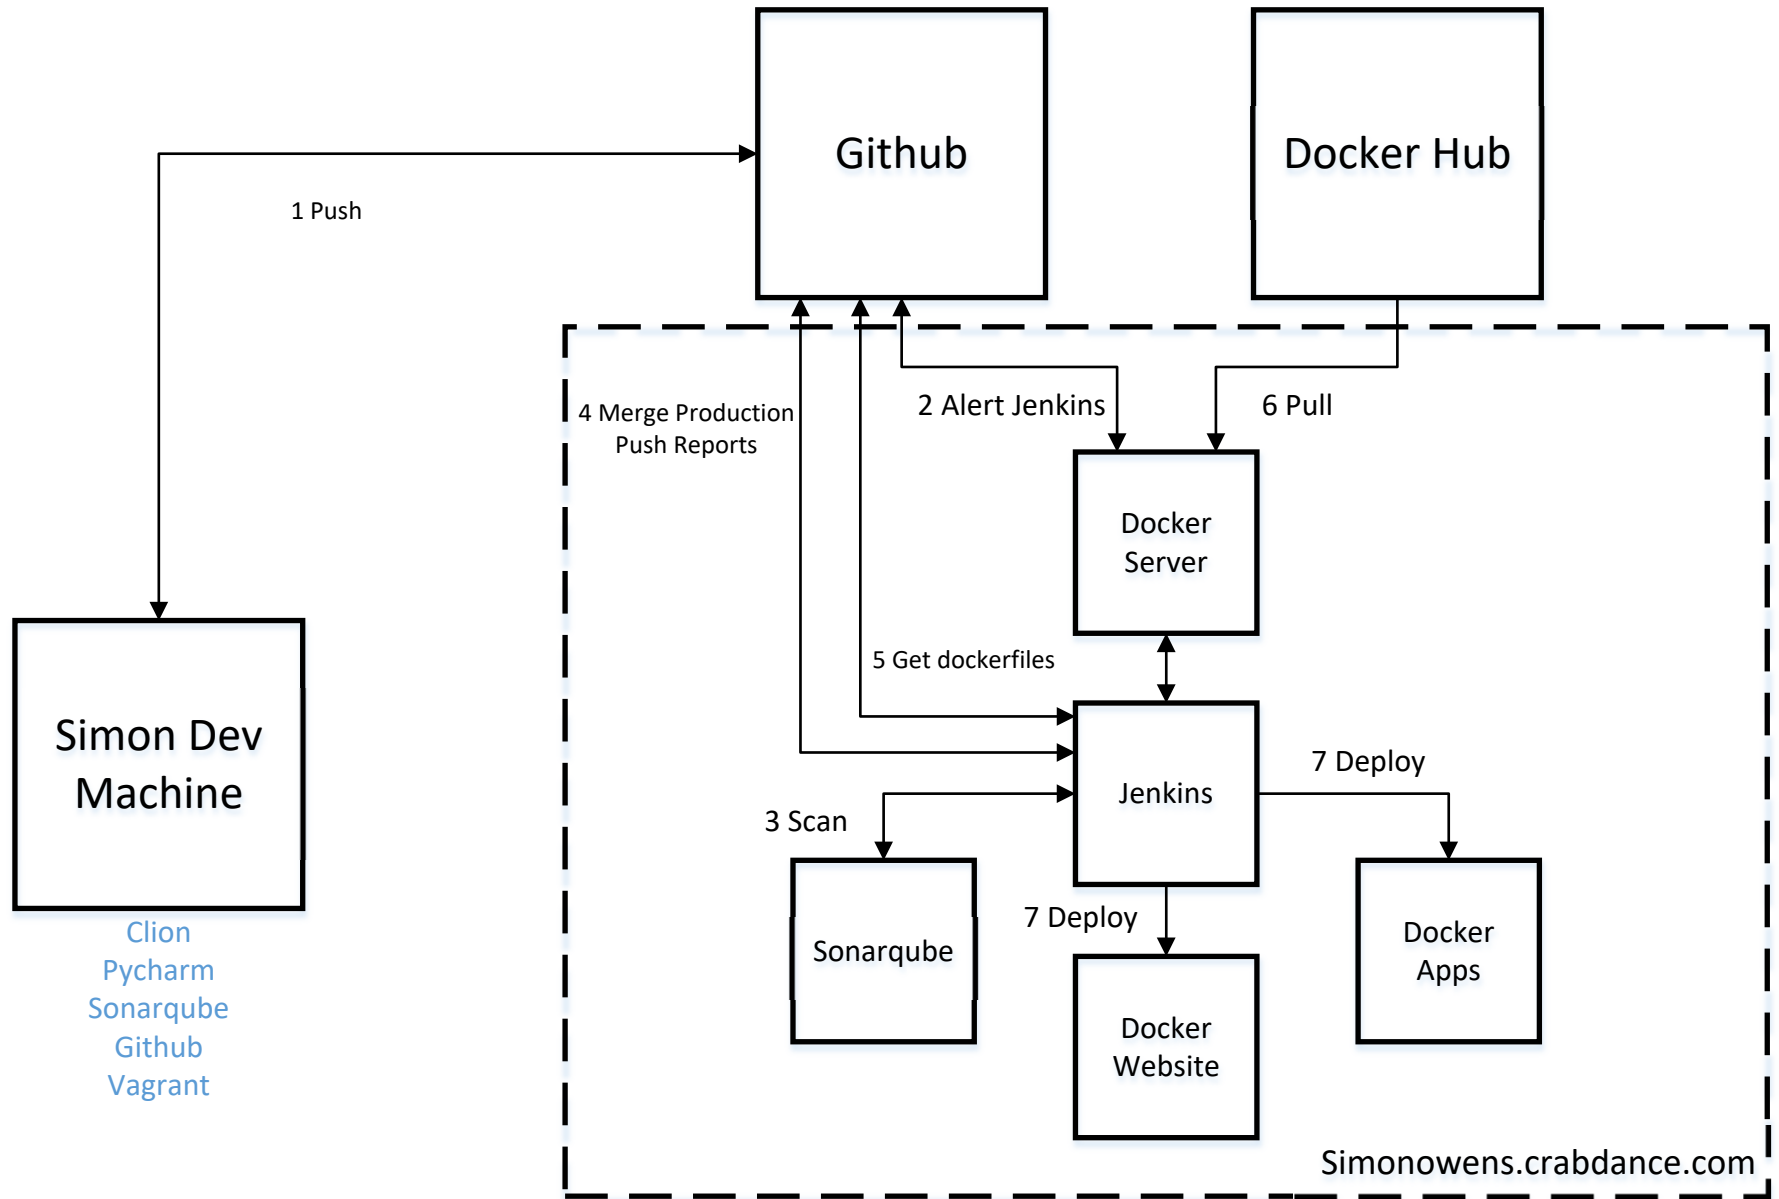 Github
Docker Hub
1 Push
4 Merge Production
Push Reports
2 Alert Jenkins
6 Pull
Docker
Server
5 Get dockerfiles
Simon Dev
Machine
Jenkins
7 Deploy
3 Scan
7 Deploy
Clion
Pycharm
Sonarqube
Github
Vagrant
Sonarqube
Docker
Website
Docker
Apps
Simonowens.crabdance.com